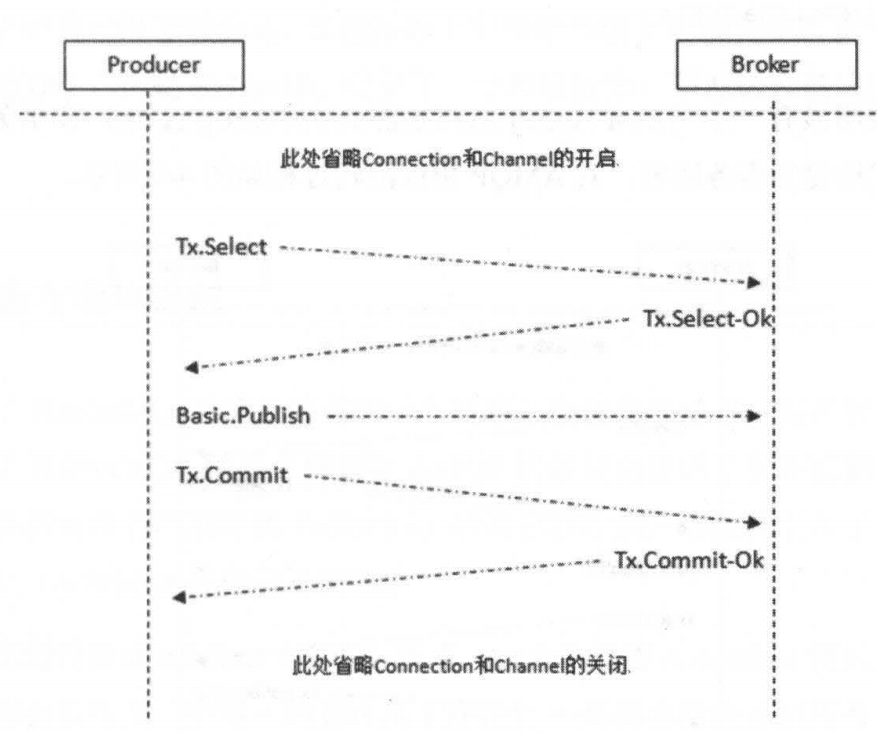 Producer
Broker
此处省略Connection和Channel的开启.
Tx.Select
Tx.Select-Ok
Basic.Publish
Tx.Commit
Tx.Commit-Ok
此处省略Connection和Channel的关闭.